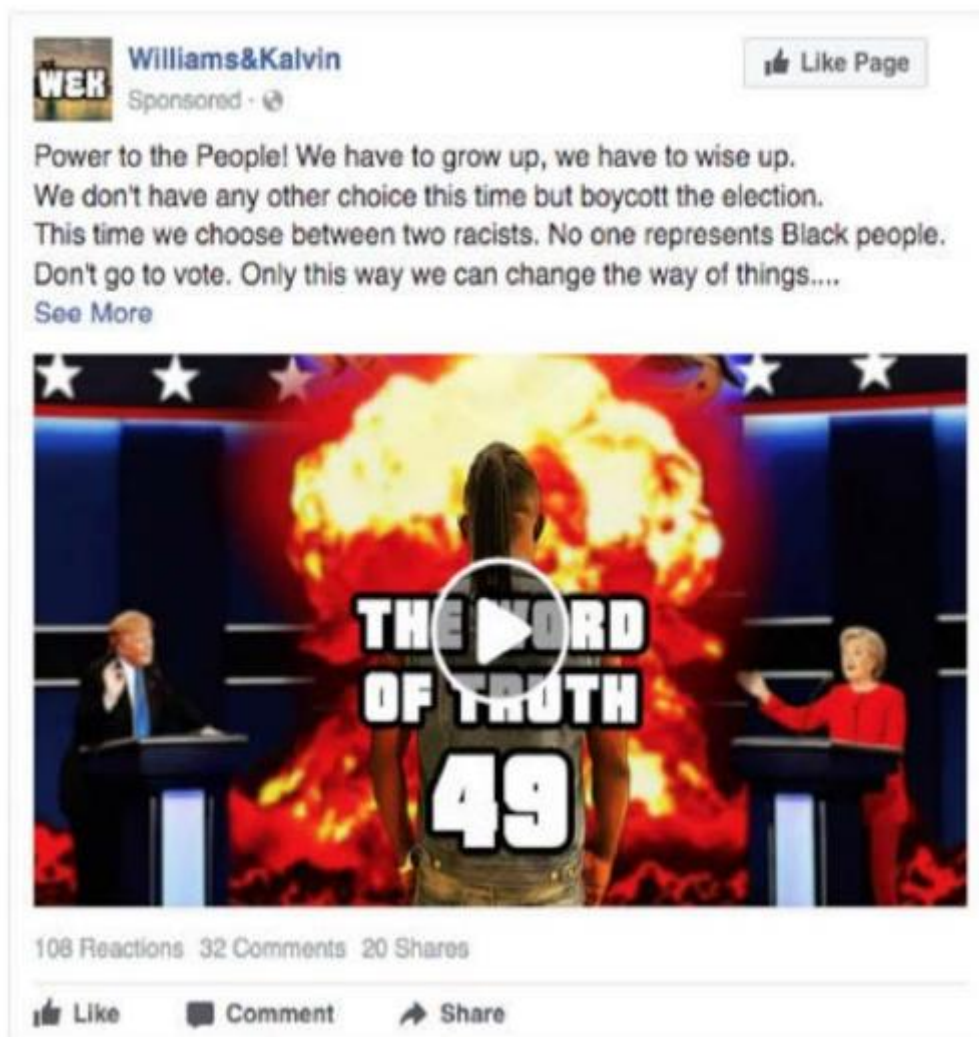 W&K
Williams&Kalvin
Sponsored ·
Like Page
Power to the People! We have to grow up, we have to wise up.
We don't have any other choice this time but boycott the election.
This time we choose between two racists. No one represents Black people.
Don't go to vote. Only this way we can change the way of things....
See More
THE WORD
OF TRUTH
49
108 Reactions 32 Comments 20 Shares
Like Comment Share